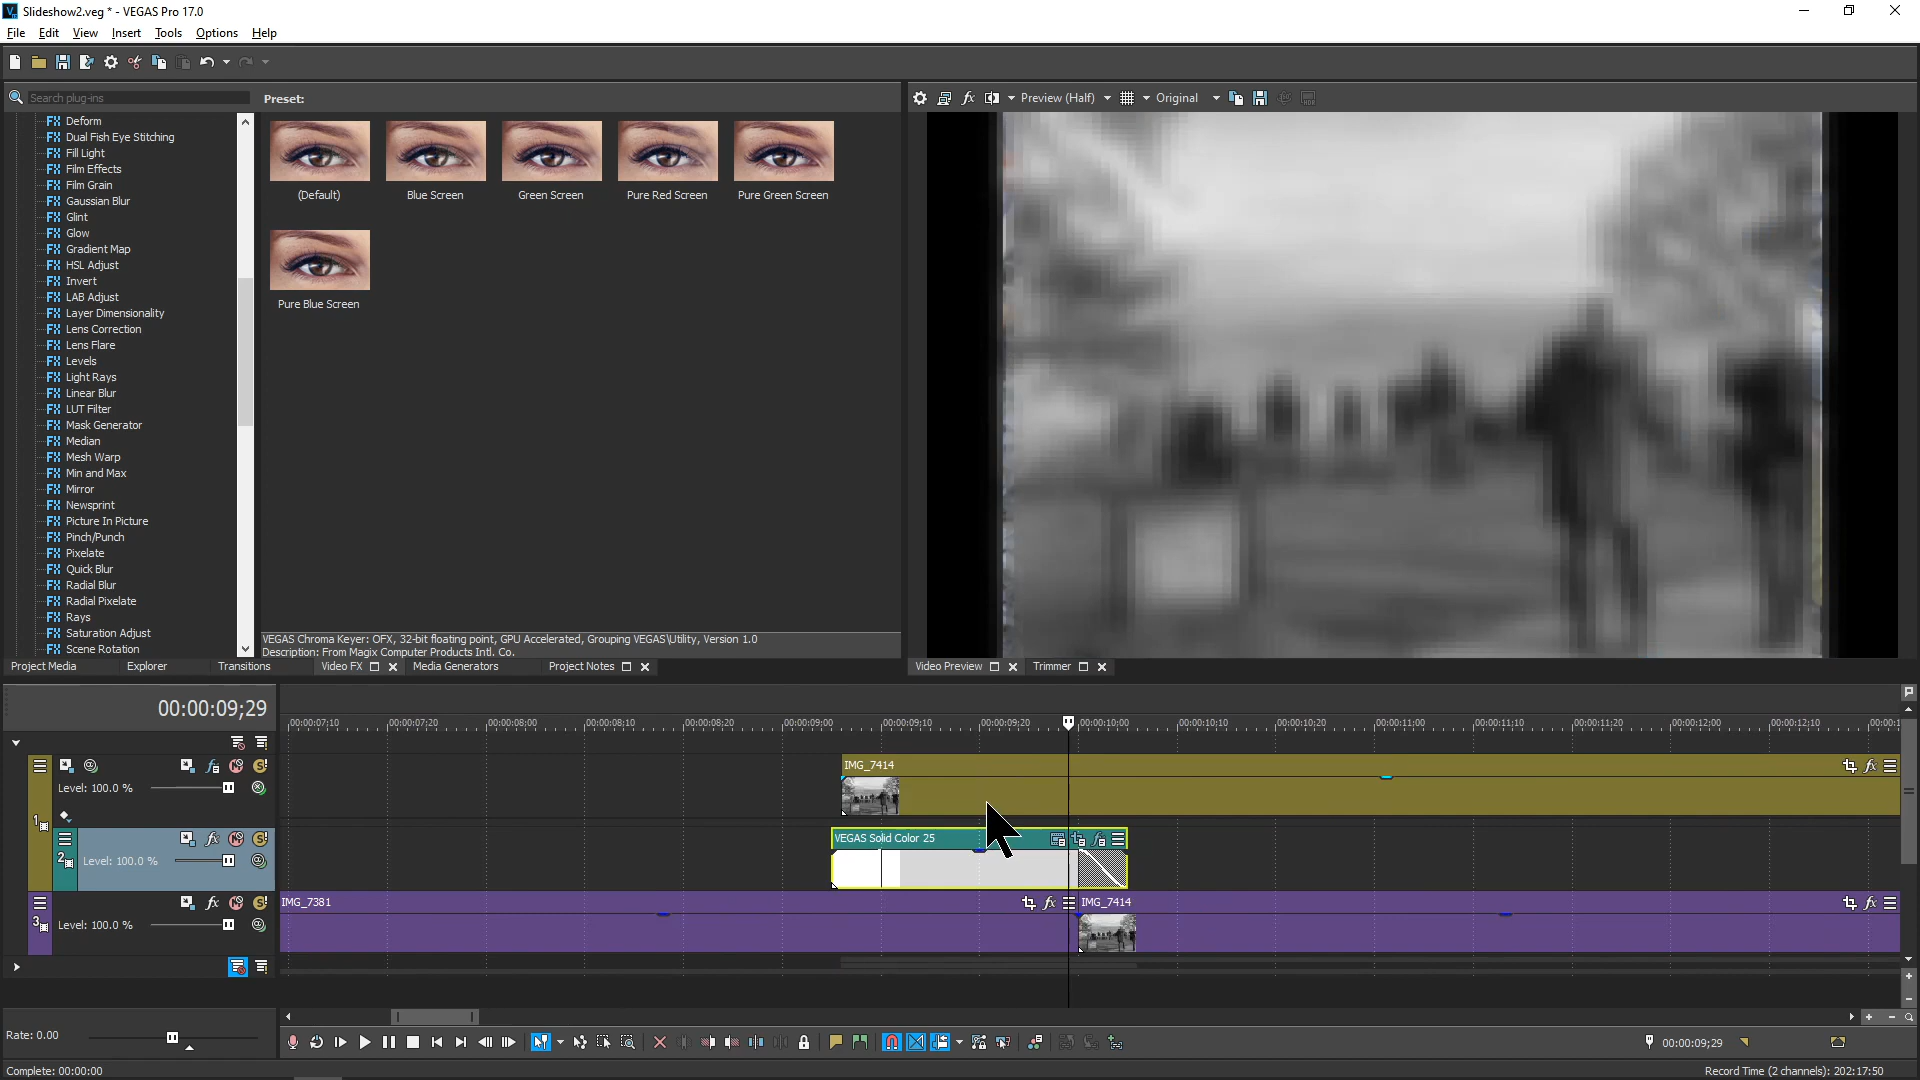 Slideshow2.veg * - VEGAS Pro 17.0
File Edit View Insert Tools Options Help
Search plug-ins
Preset:
Preview (Half)
Original
Deform
Dual Fish Eye Stitching
Fill Light
Film Effects
Film Grain
Gaussian Blur
Glint
Glow
Gradient Map
HSL Adjust
Invert
LAB Adjust
Layer Dimensionality
Lens Correction
Lens Flare
Levels
Light Rays
Linear Blur
LUT Filter
Mask Generator
Median
Mesh Warp
Min and Max
Mirror
Newsprint
Picture In Picture
Pinch/Punch
Pixelate
Quick Blur
Radial Blur
Radial Pixelate
Rays
Saturation Adjust
Scene Rotation
(Default) Blue Screen Green Screen Pure Red Screen Pure Green Screen
Pure Blue Screen
VEGAS Chroma Keyer: OFX, 32-bit floating point, GPU Accelerated, Grouping VEGAS\Utility, Version 1.0
Description: From Magix Computer Products Intl. Co.
Project Media Explorer Transitions Video FX Media Generators Project Notes
Video Preview Trimmer
00:00:09;29
00:00:07;10 00:00:07;20 00:00:08;00 00:00:08;10 00:00:08;20 00:00:09;00 00:00:09;10 00:00:09;20 00:00:10;00 00:00:10;10 00:00:10;20 00:00:11;00 00:00:11;10 00:00:11;20 00:00:12;00 00:00:12;10 00:00:1
IMG_7414
Level: 100.0 %
1
VEGAS Solid Color 25
2
Level: 100.0 %
IMG_7381
IMG_7414
3
Level: 100.0 %
Rate: 0.00
00:00:09;29
Complete: 00:00:00
Record Time (2 channels): 202:17:50